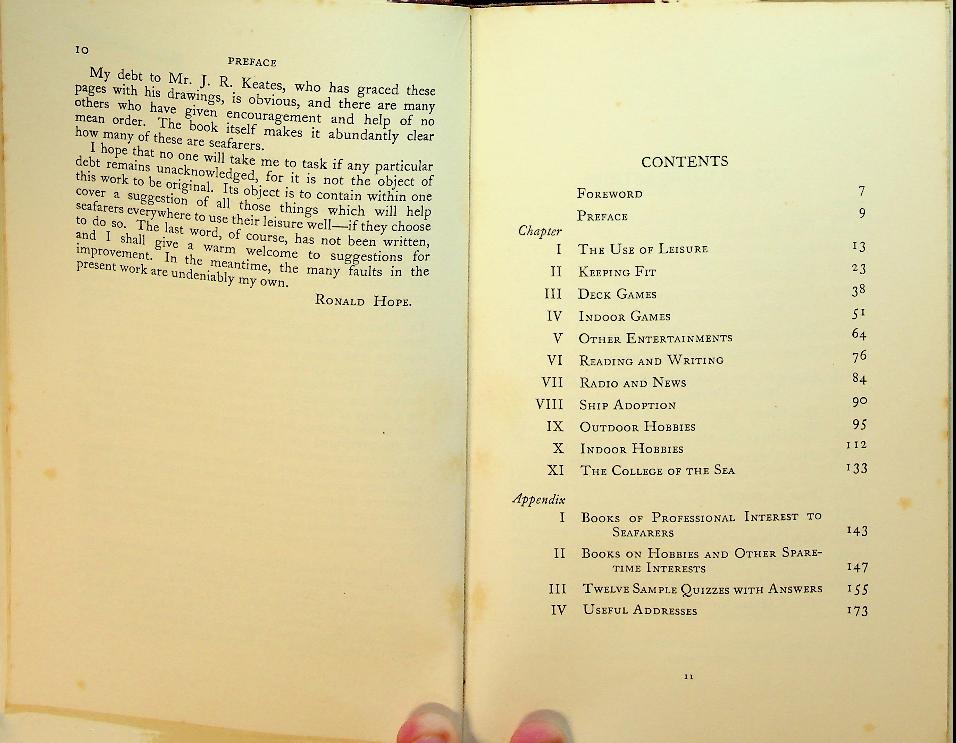 10
PREFACE
My debt to Mr. J. R. Keates, who has graced these
pages with his drawings, is obvious, and there are many
others who have given encouragement and help of no
mean order. The book itself makes it abundantly clear
how many of these are seafarers.
I hope that no one will take me to task if any particular
debt remains unacknowledged, for it is not the object of
this work to be original. Its object is to contain within one
cover a suggestion of all those things which will help
seafarers everywhere to use their leisure well—if they choose
to do so. The last word, of course, has not been written,
and I shall give a warm welcome to suggestions for
improvement. In the meantime, the many faults in the
present work are undeniably my own.
RONALD HOPE.
CONTENTS
FOREWORD 7
PREFACE 9
Chapter
I THE USE OF LEISURE 13
II KEEPING FIT 23
III DECK GAMES 38
IV INDOOR GAMES 51
V OTHER ENTERTAINMENTS 64
VI READING AND WRITING 76
VII RADIO AND NEWS 84
VIII SHIP ADOPTION 90
IX OUTDOOR HOBBIES 95
X INDOOR HOBBIES 112
XI THE COLLEGE OF THE SEA 133
Appendix
I BOOKS OF PROFESSIONAL INTEREST TO
SEAFARERS 143
II BOOKS ON HOBBIES AND OTHER SPARE-
TIME INTERESTS 147
III TWELVE SAMPLE QUIZZES WITH ANSWERS 155
IV USEFUL ADDRESSES 173
11